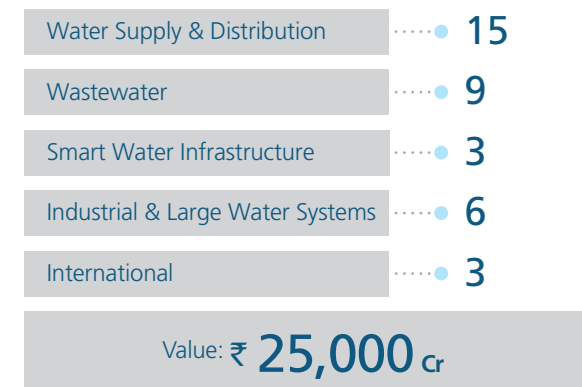 Water Supply & Distribution 15
Wastewater 9
Smart Water Infrastructure 3
Industrial & Large Water Systems 6
International 3
Value: ₹ 25,000 Cr